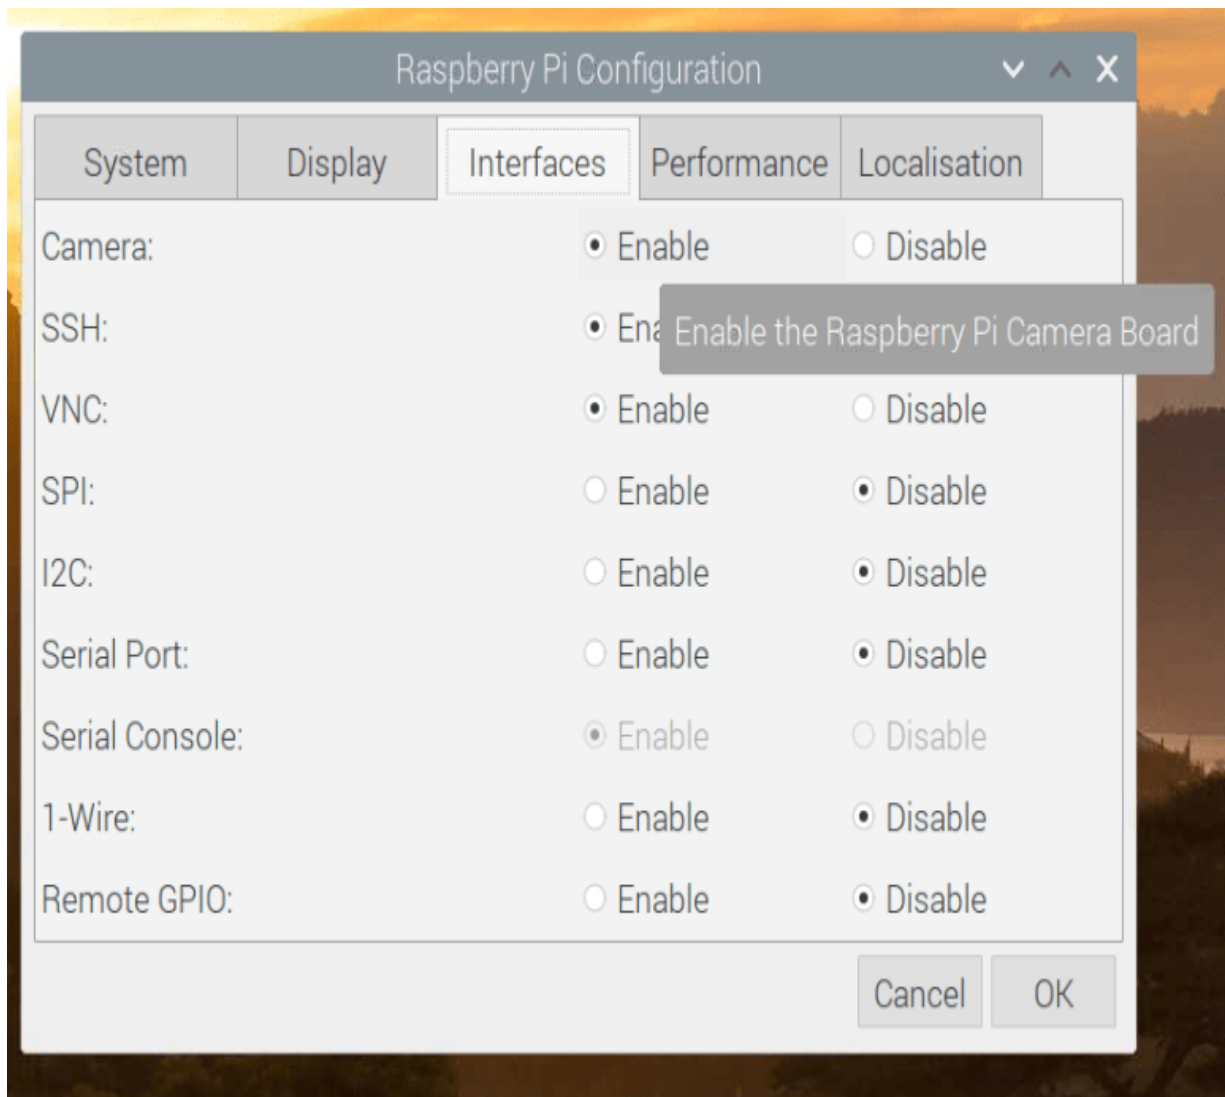 Raspberry Pi Configuration
System Display Interfaces Performance Localisation
Camera: Enable Disable
SSH:
Enable the Raspberry Pi Camera Board
VNC: Enable Disable
SPI: Enable Disable
I2C: Enable Disable
Serial Port: Enable Disable
Serial Console: Enable Disable
1-Wire: Enable Disable
Remote GPIO: Enable Disable
Cancel OK